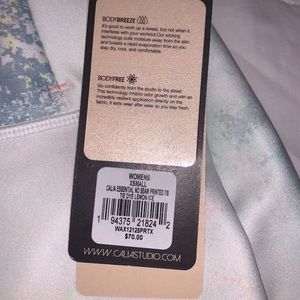 BODYBREEZE
It's good to work up a sweat, but not when it
interferes with your workout. Our wicking
technology pulls moisture away from the skin
and boasts a rapid evaporation time so you
stay dry, cool, and comfortable.
BODYFREE
Go confidently from the studio to the street.
This technology inhibits odor growth and with an
incredibly resilient application directly on the
fabric, it lasts wear after wear so you stay fresh.
WOMENS
XSMALL
CALIA ESSENTIAL NO SEAM PRINTED 7/8
TIE DYE LEMON ICE
1 94375 21824 2
WAX12125PRTX
$70.00
WWW.CALIASTUDIO.COM